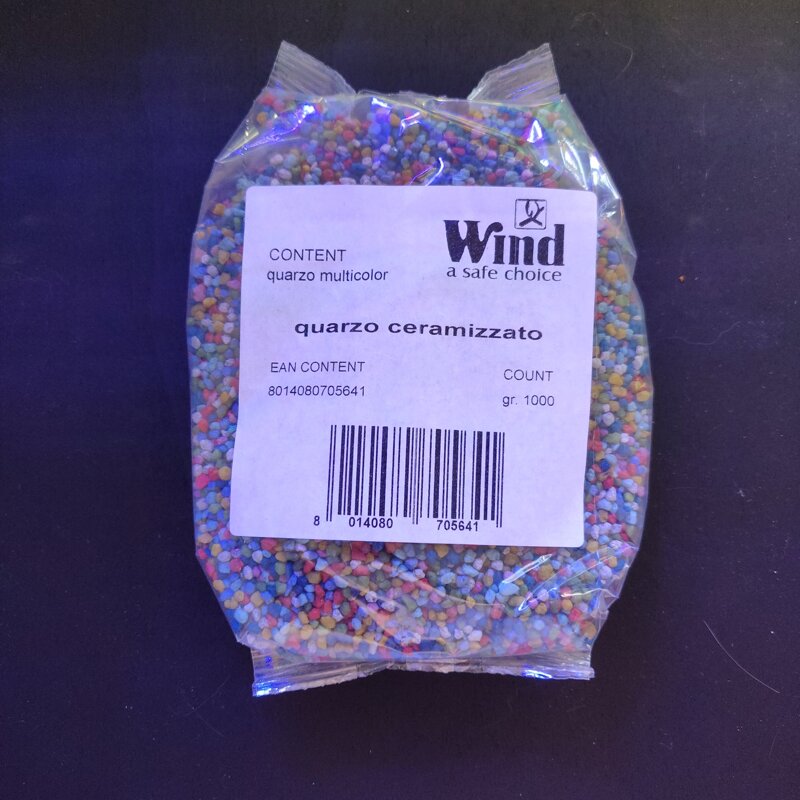 Wind
a safe choice
CONTENT
quarzo multicolor
quarzo ceramizzato
EAN CONTENT
8014080705641
COUNT
gr. 1000
8 014080 705641